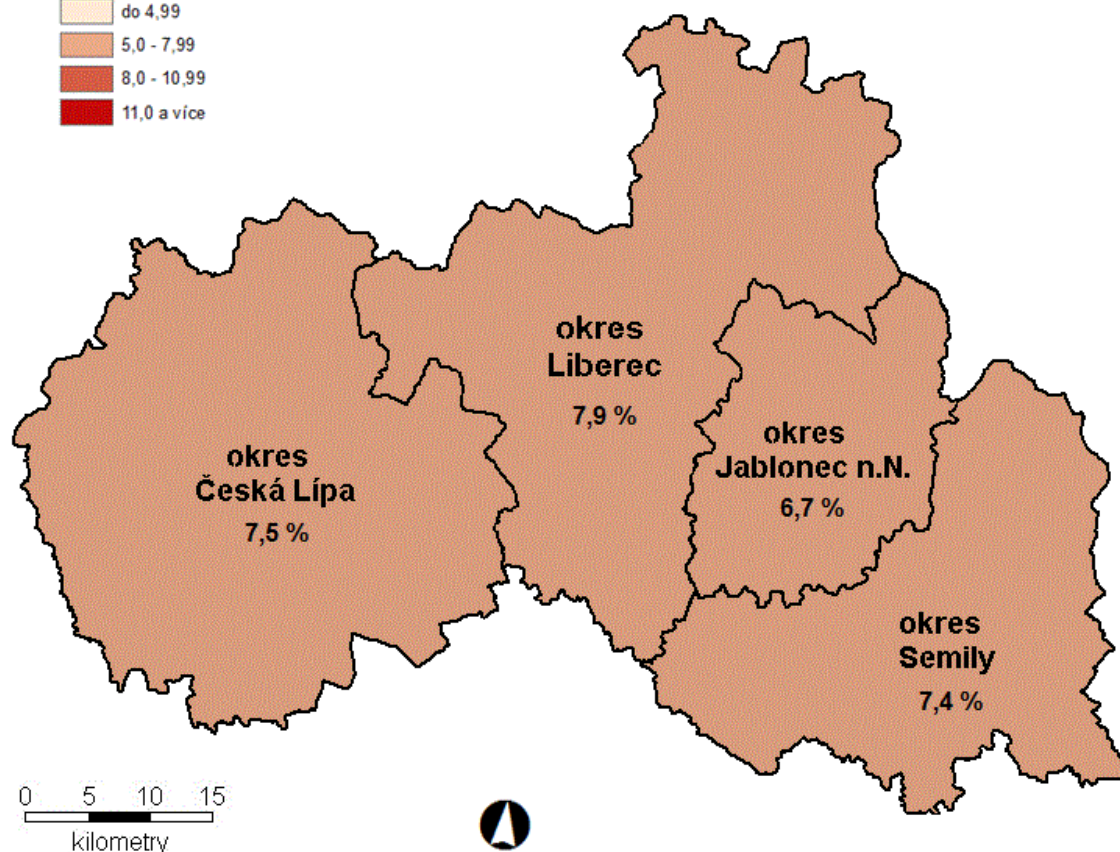 do 4,99
5,0 - 7,99
8,0 - 10,99
11,0 a více
okres
Liberec
7,9 %
okres
Jablonec n.N.
6,7 %
okres
Česká Lípa
7,5 %
okres
Semily
7,4 %
0 5 10 15
kilometry